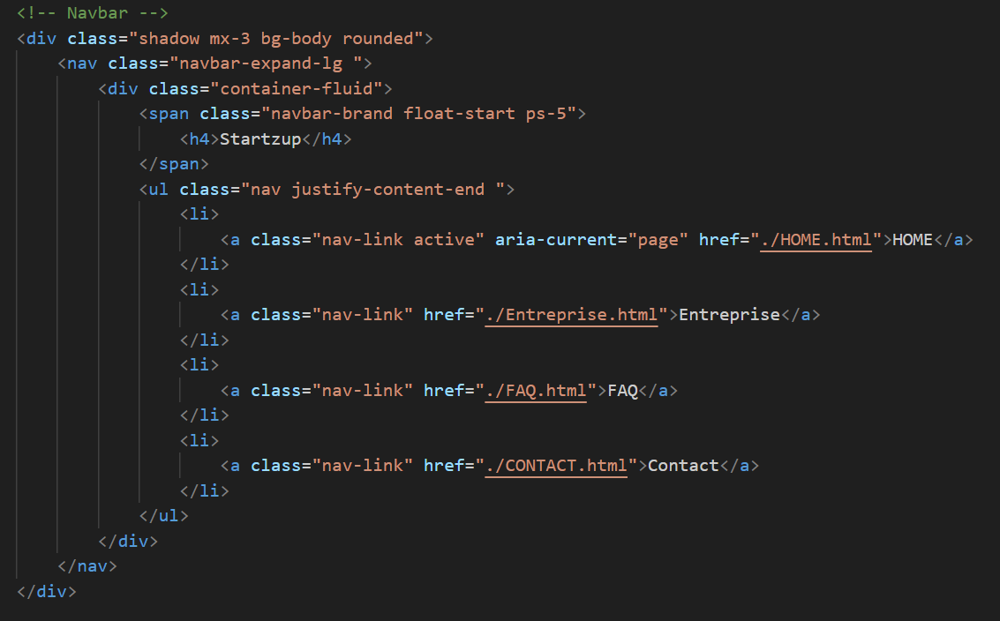 <!-- Navbar -->
<div class="shadow mx-3 bg-body rounded">
    <nav class="navbar-expand-lg ">
        <div class="container-fluid">
            <span class="navbar-brand float-start ps-5">
                <h4>Startzup</h4>
            </span>
            <ul class="nav justify-content-end ">
                <li>
                    <a class="nav-link active" aria-current="page" href="./HOME.html">HOME</a>
                </li>
                <li>
                    <a class="nav-link" href="./Entreprise.html">Entreprise</a>
                </li>
                <li>
                    <a class="nav-link" href="./FAQ.html">FAQ</a>
                </li>
                <li>
                    <a class="nav-link" href="./CONTACT.html">Contact</a>
                </li>
            </ul>
        </div>
    </nav>
</div>